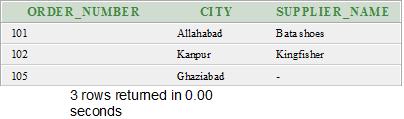 ORDER_NUMBER CITY SUPPLIER_NAME
101 Allahabad Bata shoes
102 Kanpur Kingfisher
105 Ghaziabad -
3 rows returned in 0.00
seconds